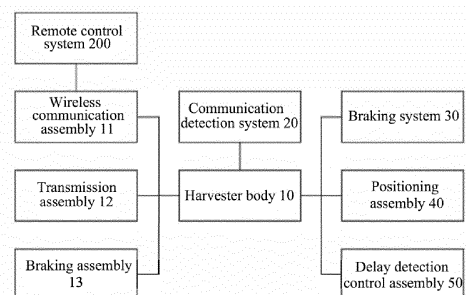 Remote control
system 200
Wireless
communication
assembly 11
Communication
detection system 20
Braking system 30
Transmission
assembly 12
Harvester body 10
Positioning
assembly 40
Braking assembly
13
Delay detection
control assembly 50